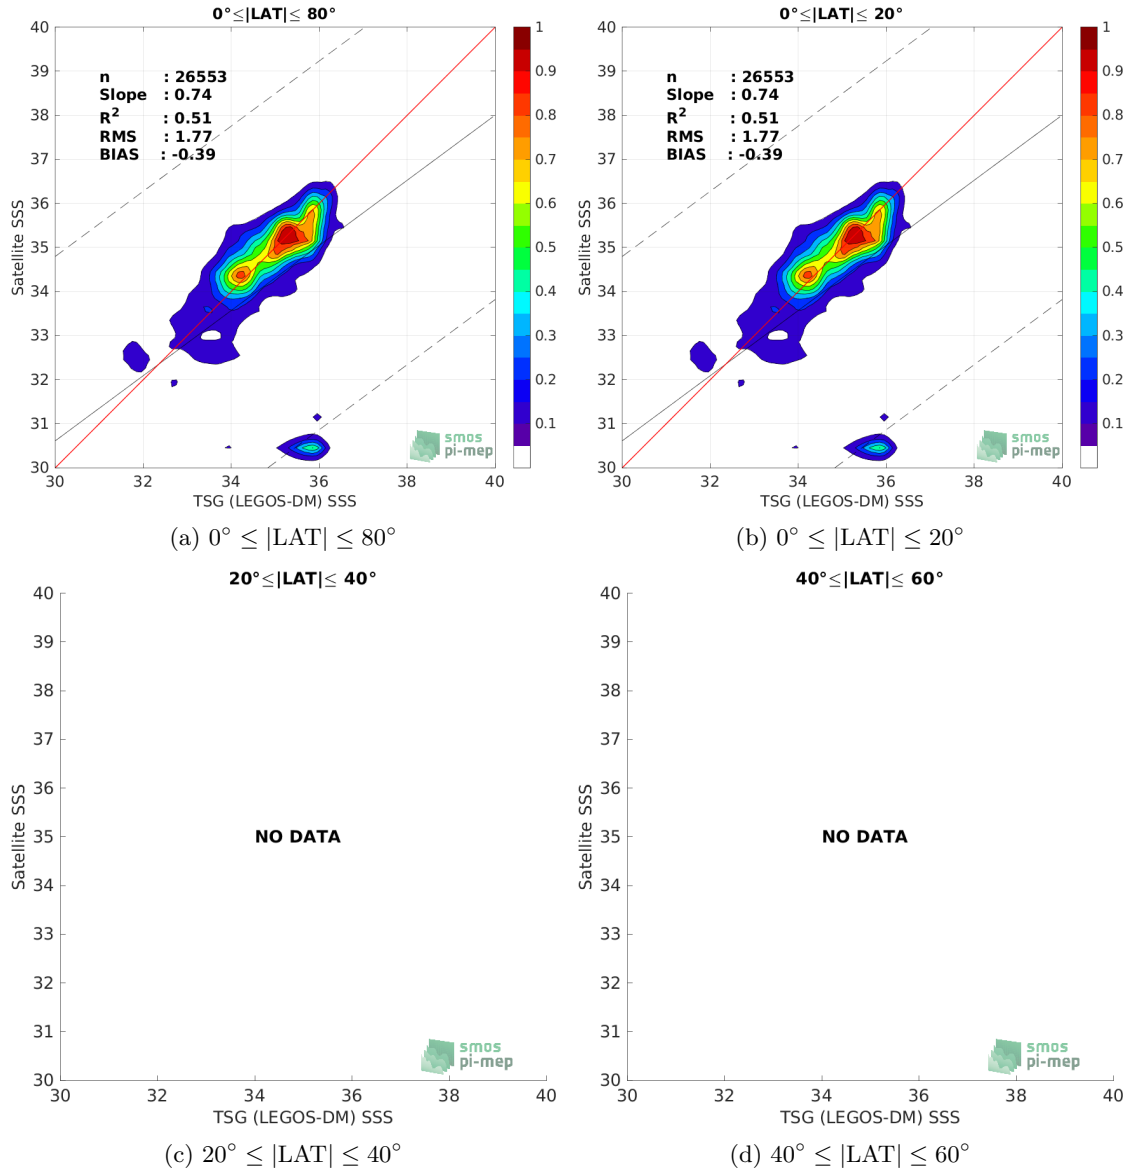 0°≤|LAT|≤ 80°
40
39
38
37
36
35
34
33
32
31
30
Satellite SSS
n : 26553
Slope : 0.74
R2 : 0.51
RMS : 1.77
BIAS : -0.39
1
0.9
0.8
0.7
0.6
0.5
0.4
0.3
0.2
0.1
smos
pi-mep
30 32 34 36 38 40
TSG (LEGOS-DM) SSS
(a) 0° ≤ |LAT| ≤ 80°
0°≤|LAT|≤ 20°
40
39
38
37
36
35
34
33
32
31
30
Satellite SSS
n : 26553
Slope : 0.74
R2 : 0.51
RMS : 1.77
BIAS : -0.39
1
0.9
0.8
0.7
0.6
0.5
0.4
0.3
0.2
0.1
smos
pi-mep
30 32 34 36 38 40
TSG (LEGOS-DM) SSS
(b) 0° ≤ |LAT| ≤ 20°
20°≤|LAT|≤ 40°
40
39
38
37
36
35
34
33
32
31
30
Satellite SSS
NO DATA
smos
pi-mep
30 32 34 36 38 40
TSG (LEGOS-DM) SSS
(c) 20° ≤ |LAT| ≤ 40°
40°≤|LAT|≤ 60°
40
39
38
37
36
35
34
33
32
31
30
Satellite SSS
NO DATA
smos
pi-mep
30 32 34 36 38 40
TSG (LEGOS-DM) SSS
(d) 40° ≤ |LAT| ≤ 60°